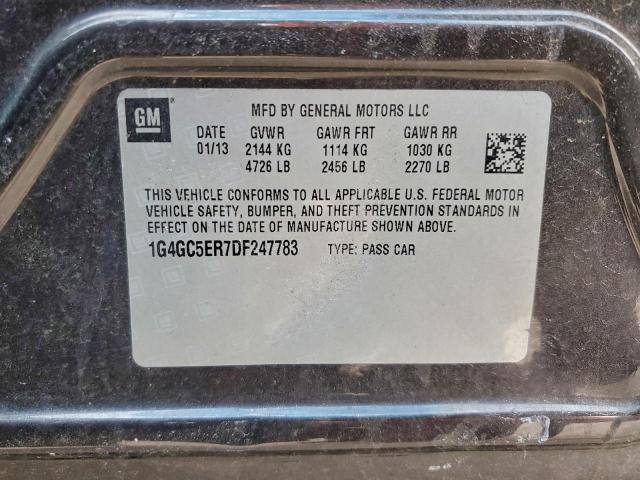 GM
MFD BY GENERAL MOTORS LLC
DATE GVWR GAWR FRT GAWR RR
01/13 2144 KG 1114 KG 1030 KG
4726 LB 2456 LB 2270 LB
THIS VEHICLE CONFORMS TO ALL APPLICABLE U.S. FEDERAL MOTOR
VEHICLE SAFETY, BUMPER, AND THEFT PREVENTION STANDARDS IN
EFFECT ON THE DATE OF MANUFACTURE SHOWN ABOVE.
1G4GC5ER7DF247783 TYPE: PASS CAR